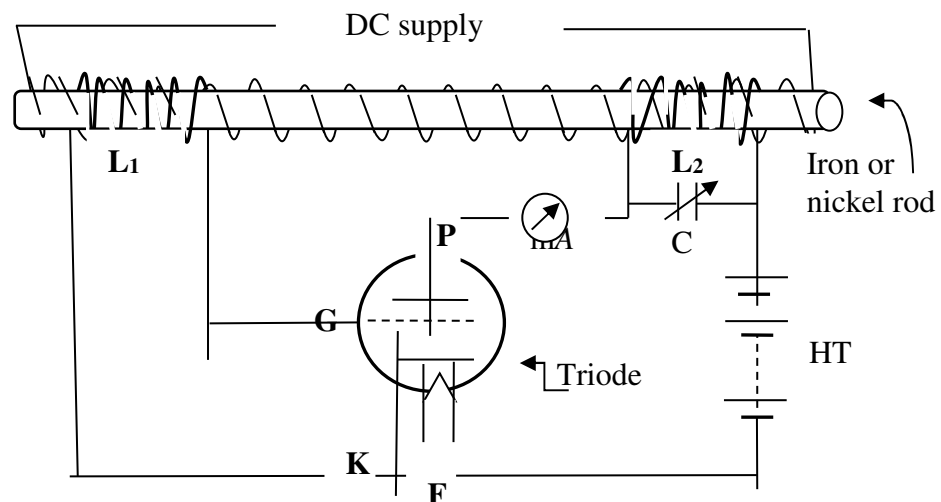 DC supply
L1
L2
Iron or
nickel rod
P
mA
C
G
HT
Triode
K
F